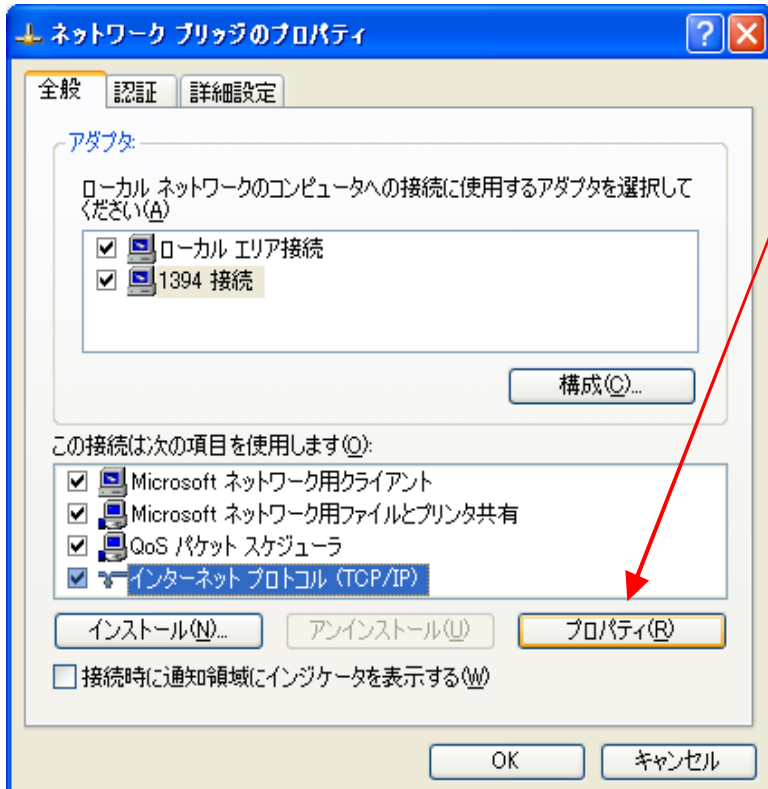 ネットワーク ブリッジのプロパティ
全般 認証 詳細設定
アダプタ:
ローカル ネットワークのコンピュータへの接続に使用するアダプタを選択して
ください(A)
ローカル エリア接続
1394 接続
構成(C)...
この接続は次の項目を使用します(O):
Microsoft ネットワーク用クライアント
Microsoft ネットワーク用ファイルとプリンタ共有
QoS パケット スケジューラ
インターネット プロトコル (TCP/IP)
インストール(N)... アンインストール(U) プロパティ(R)
接続時に通知領域にインジケータを表示する(W)
OK キャンセル